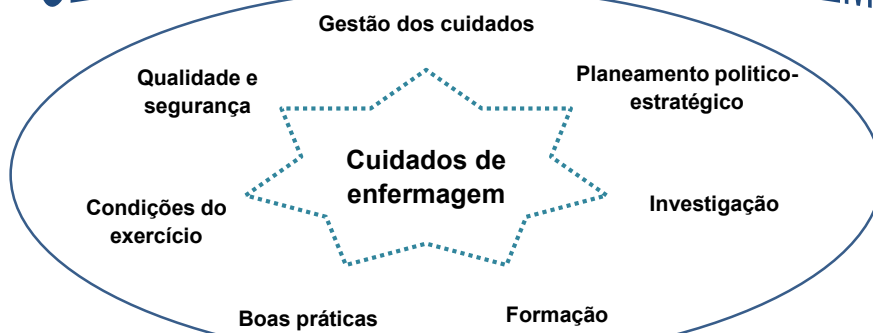 Gestão dos cuidados
Qualidade e
segurança
Planeamento politico-
estratégico
Cuidados de
enfermagem
Condições do
exercício
Investigação
Boas práticas
Formação